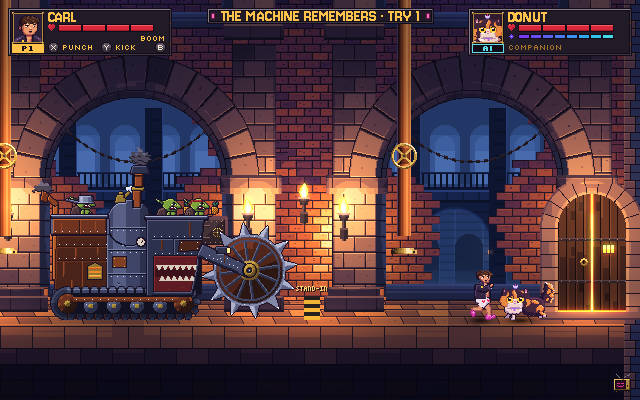 CARL
THE MACHINE REMEMBERS · TRY 1
DONUT
BOOM
P1
X PUNCH Y KICK B
AI
COMPANION
STAND-IN